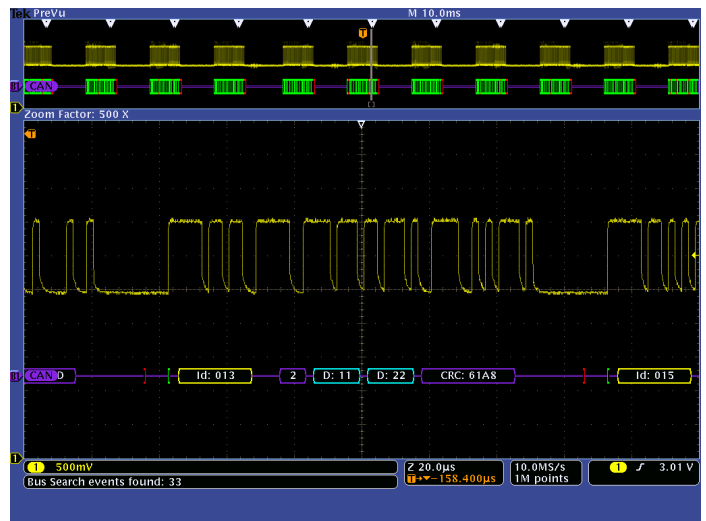 Tek PreVu M 10.0ms
T
CAN
1
Zoom Factor: 500 X
T
CAN D Id: 013 2 D: 11 D: 22 CRC: 61A8 Id: 015
1
1 500mV Z 20.0µs 10.0MS/s 1 3.01 V
T→▼−158.400µs 1M points
Bus Search events found: 33